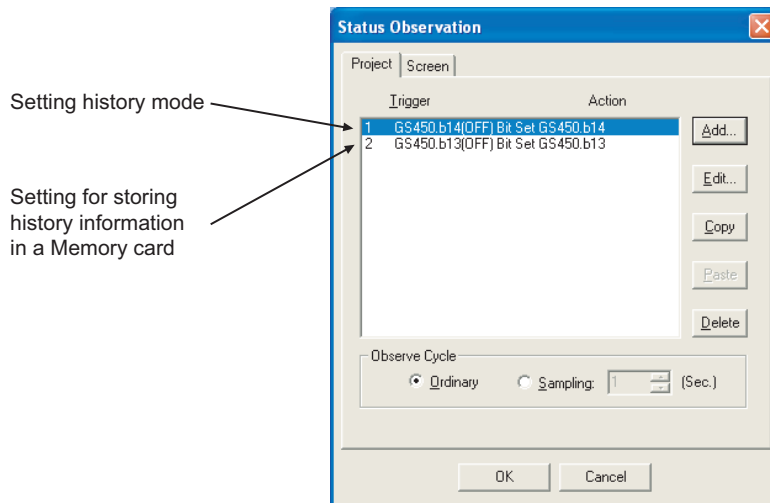 Status Observation
Project
Screen
Trigger
Action
Setting history mode
1 GS450.b14(OFF) Bit Set GS450.b14
2 GS450.b13(OFF) Bit Set GS450.b13
Add...
Edit...
Setting for storing
history information
in a Memory card
Copy
Paste
Delete
Observe Cycle
Ordinary
Sampling:
1
(Sec.)
OK
Cancel